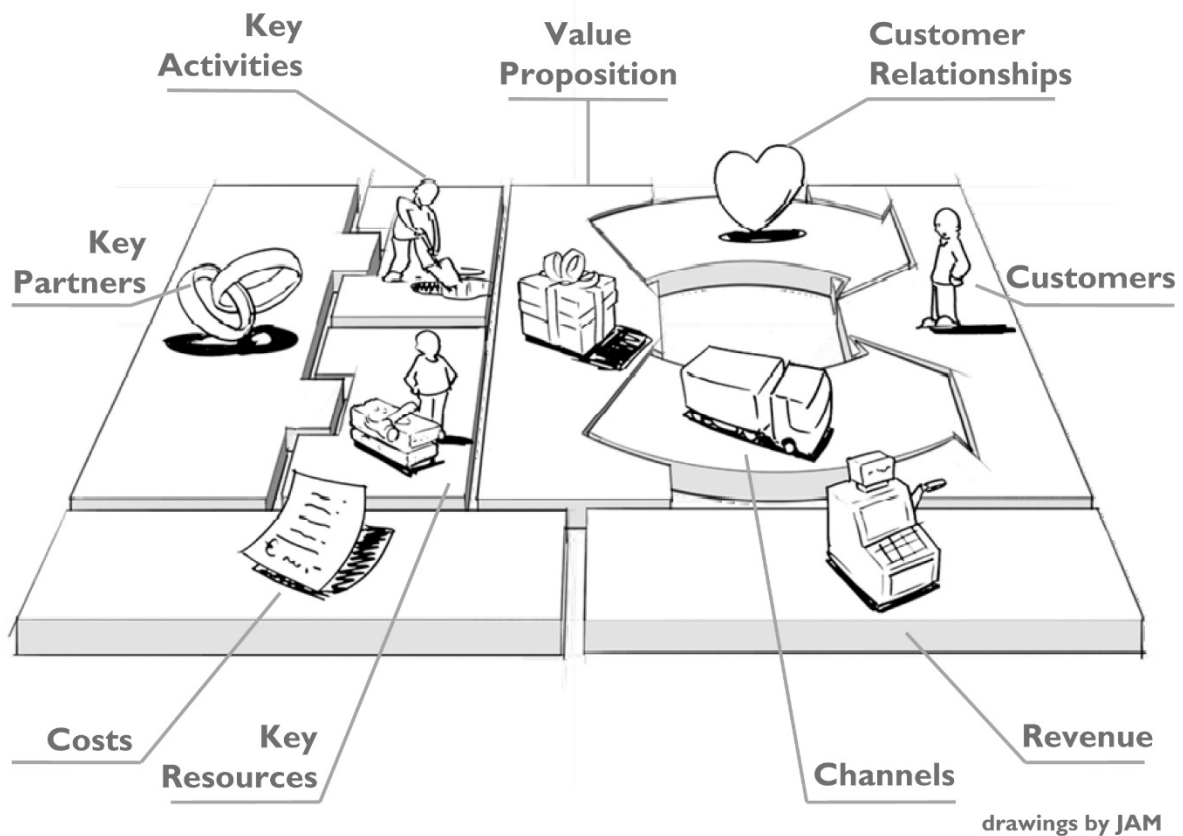 Key
Activities
Value
Proposition
Customer
Relationships
Key
Partners
Customers
Costs
Key
Resources
Channels
Revenue
drawings by JAM